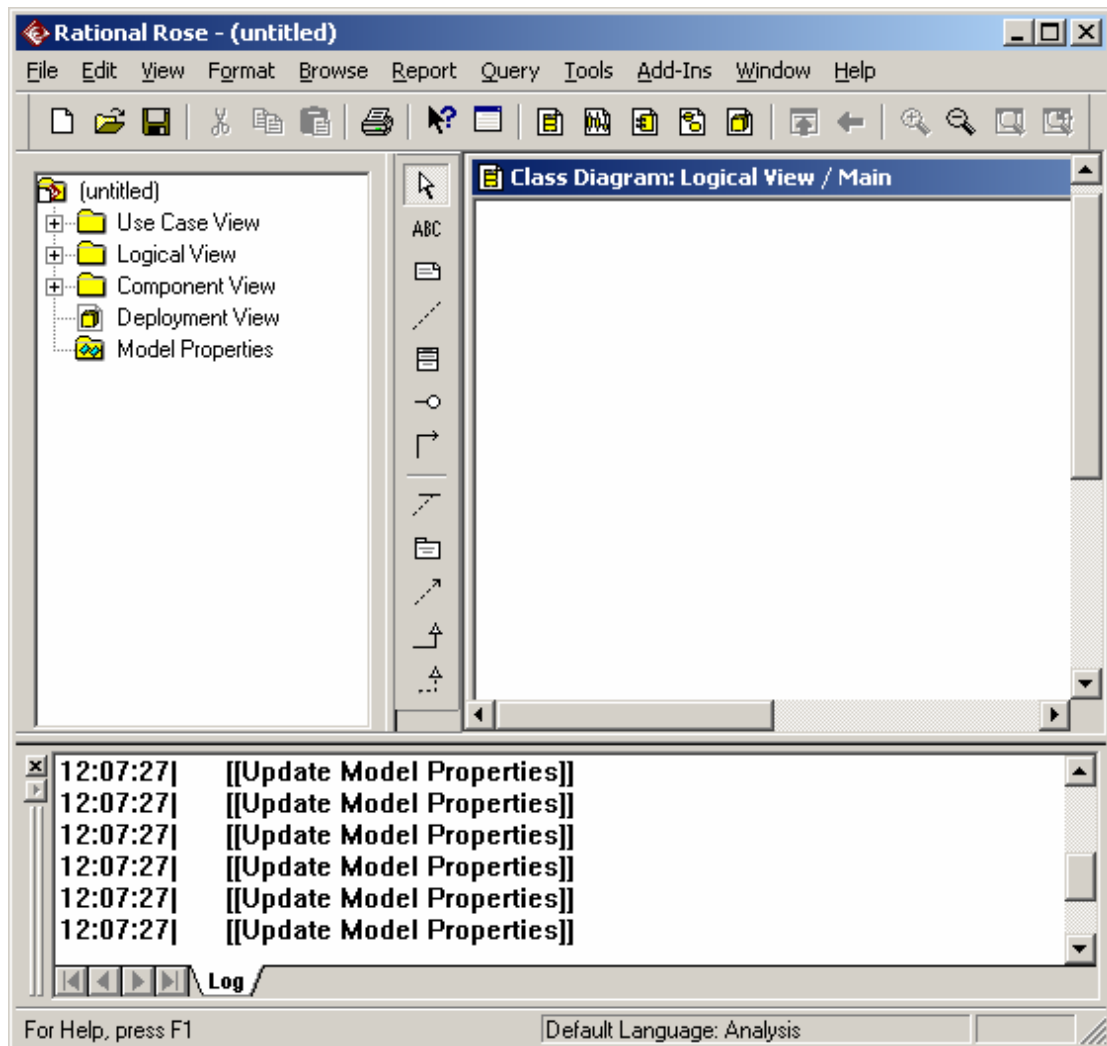 Rational Rose - (untitled)
File Edit View Format Browse Report Query Tools Add-Ins Window Help
(untitled)
Use Case View
Logical View
Component View
Deployment View
Model Properties
ABC
Class Diagram: Logical View / Main
12:07:27| [[Update Model Properties]]
12:07:27| [[Update Model Properties]]
12:07:27| [[Update Model Properties]]
12:07:27| [[Update Model Properties]]
12:07:27| [[Update Model Properties]]
12:07:27| [[Update Model Properties]]
Log
For Help, press F1
Default Language: Analysis